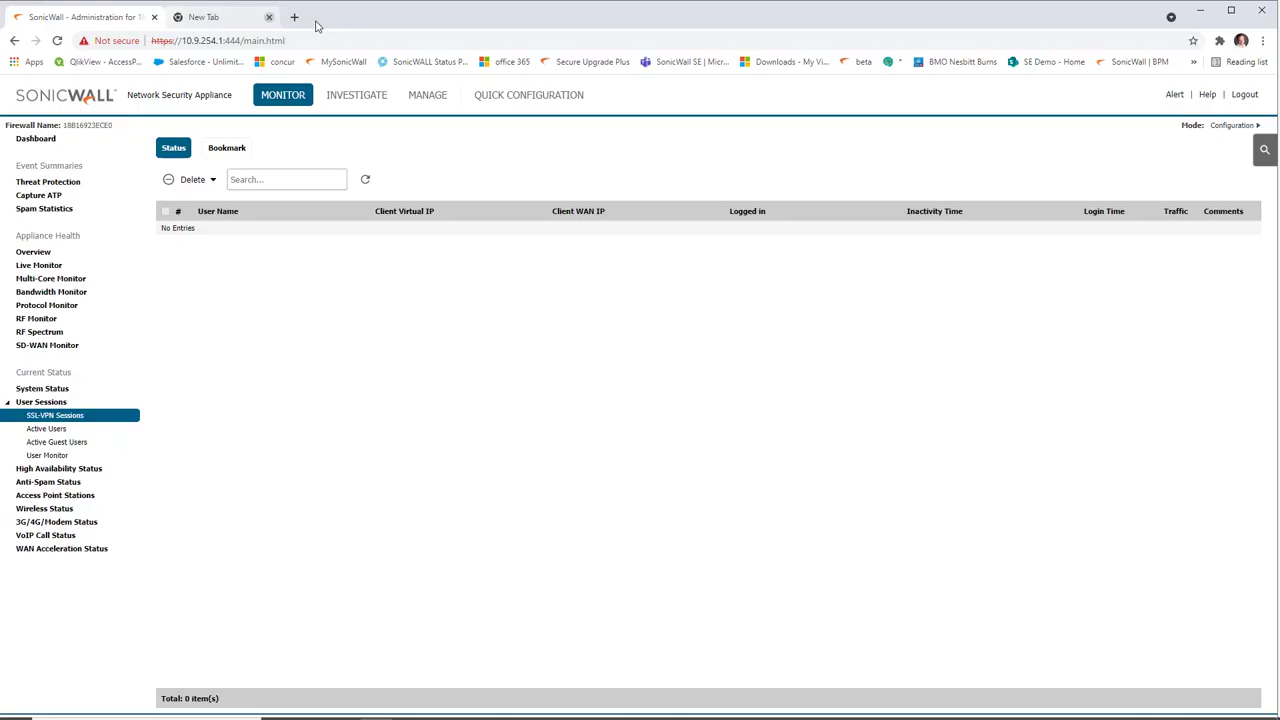 SonicWall - Administration for 18
New Tab
Not secure
https://10.9.254.1:444/main.html
Apps
QlikView - AccessP...
Salesforce - Unlimit...
concur
MySonicWall
SonicWALL Status P...
office 365
Secure Upgrade Plus
SonicWall SE | Micr...
Downloads - My Vi...
beta
BMO Nesbitt Burns
SE Demo - Home
SonicWall | BPM
»
Reading list
SONICWALL
Network Security Appliance
MONITOR
INVESTIGATE
MANAGE
QUICK CONFIGURATION
Alert | Help | Logout
Firewall Name: 18B16923ECE0
Mode: Configuration
Dashboard
Status
Bookmark
Event Summaries
Delete
Search...
Threat Protection
Capture ATP
Spam Statistics
# User Name Client Virtual IP Client WAN IP Logged in Inactivity Time Login Time Traffic Comments
No Entries
Appliance Health
Overview
Live Monitor
Multi-Core Monitor
Bandwidth Monitor
Protocol Monitor
RF Monitor
RF Spectrum
SD-WAN Monitor
Current Status
System Status
User Sessions
SSL-VPN Sessions
Active Users
Active Guest Users
User Monitor
High Availability Status
Anti-Spam Status
Access Point Stations
Wireless Status
3G/4G/Modem Status
VoIP Call Status
WAN Acceleration Status
Total: 0 item(s)